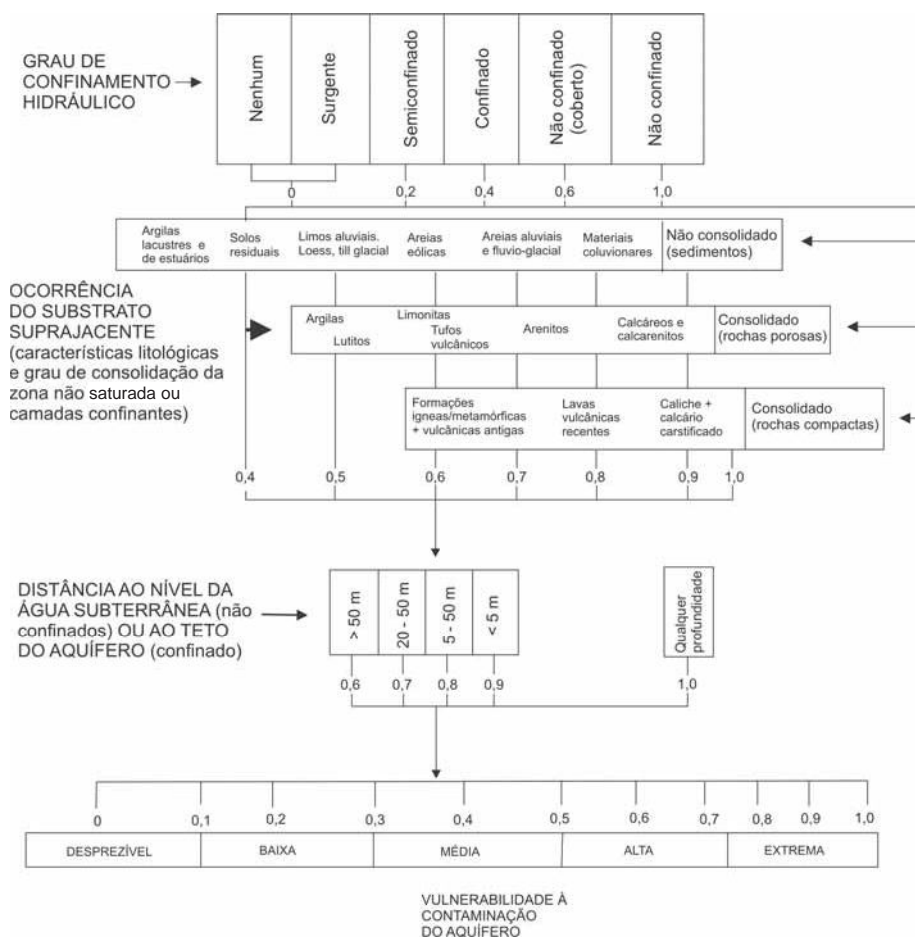 GRAU DE
CONFINAMENTO
HIDRÁULICO
Nenhum
Surgente
Semiconfinado
Confinado
Não confinado
(coberto)
Não confinado
0
0,2
0,4
0,6
1,0
Argilas
lacustres e
de estuários
Solos
residuais
Limos aluviais.
Loess, till glacial
Areias
eólicas
Areias aluviais
e fluvio-glacial
Materiais
coluvionares
Não consolidado
(sedimentos)
OCORRÊNCIA
DO SUBSTRATO
SUPRAJACENTE
(características litológicas
e grau de consolidação da
zona não saturada ou
camadas confinantes)
Argilas
Lutitos
Limonitas
Tufos
vulcânicos
Arenitos
Calcáreos e
calcarenitos
Consolidado
(rochas porosas)
Formações
igneas/metamórficas
+ vulcânicas antigas
Lavas
vulcânicas
recentes
Caliche +
calcário
carstificado
Consolidado
(rochas compactas)
0,4
0,5
0,6
0,7
0,8
0,9
1,0
DISTÂNCIA AO NÍVEL DA
ÁGUA SUBTERRÂNEA (não
confinados) OU AO TETO
DO AQUÍFERO (confinado)
> 50 m
20 - 50 m
5 - 50 m
< 5 m
Qualquer
profundidade
0,6
0,7
0,8
0,9
1,0
0
0,1
0,2
0,3
0,4
0,5
0,6
0,7
0,8
0,9
1,0
DESPREZÍVEL
BAIXA
MÉDIA
ALTA
EXTREMA
VULNERABILIDADE À
CONTAMINAÇÃO
DO AQUÍFERO